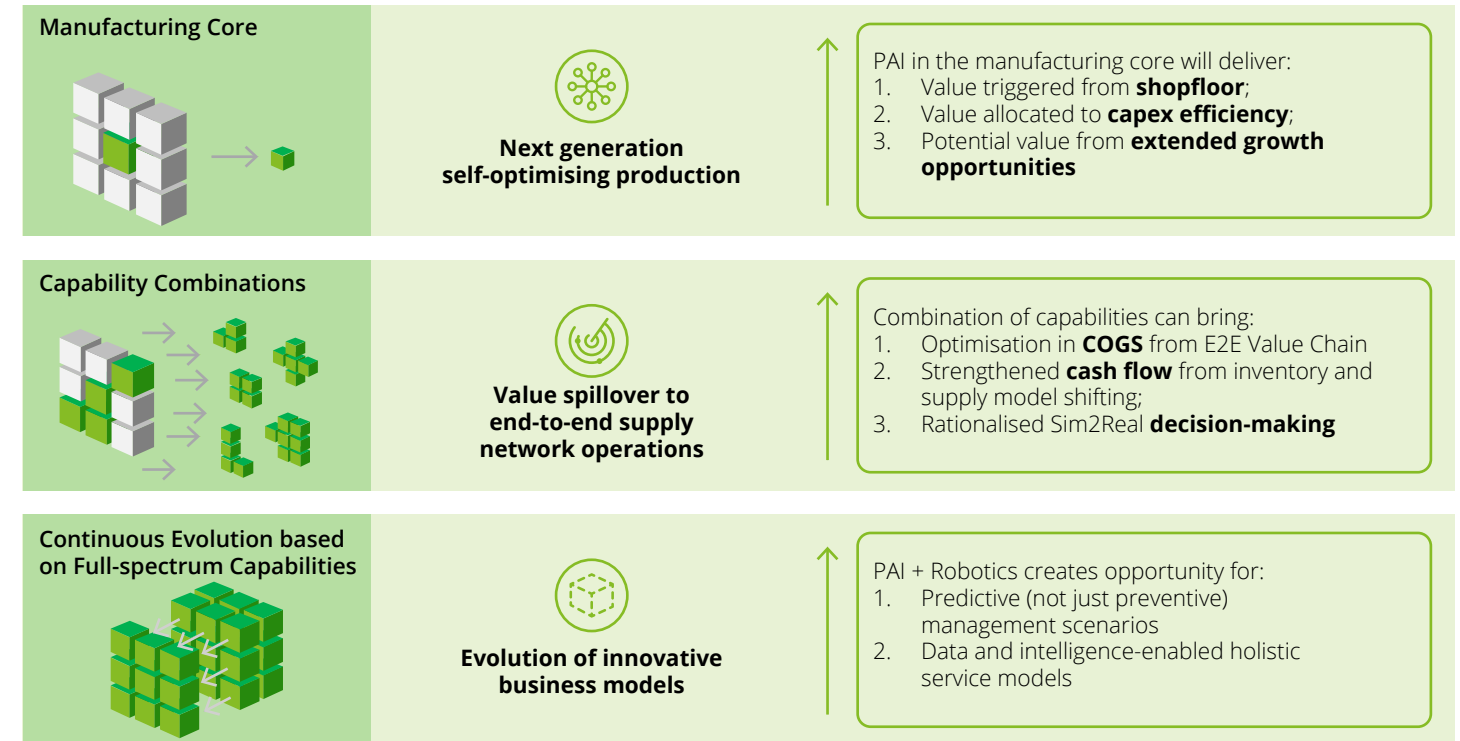 Manufacturing Core
Next generation
self-optimising production
PAI in the manufacturing core will deliver:
1. Value triggered from shopfloor;
2. Value allocated to capex efficiency;
3. Potential value from extended growth
opportunities
Capability Combinations
Value spillover to
end-to-end supply
network operations
Combination of capabilities can bring:
1. Optimisation in COGS from E2E Value Chain
2. Strengthened cash flow from inventory and
supply model shifting;
3. Rationalised Sim2Real decision-making
Continuous Evolution based
on Full-spectrum Capabilities
Evolution of innovative
business models
PAI + Robotics creates opportunity for:
1. Predictive (not just preventive)
management scenarios
2. Data and intelligence-enabled holistic
service models